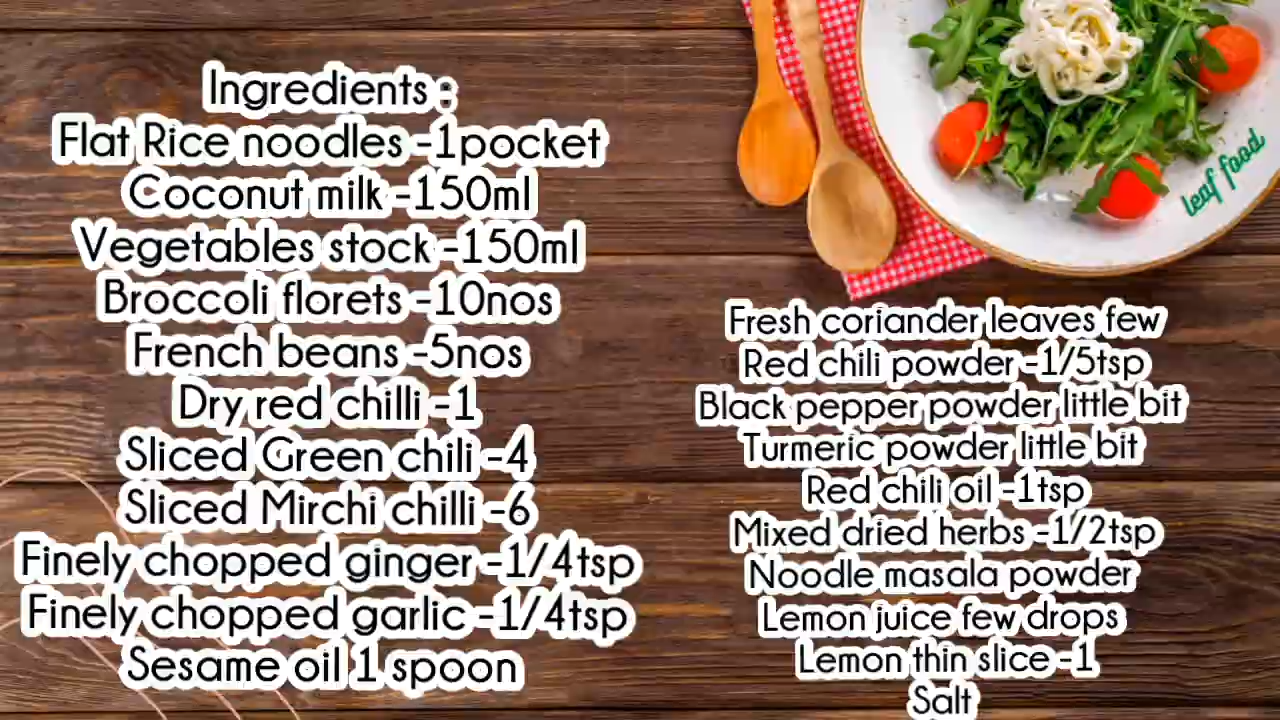 Ingredients :
Flat Rice noodles -1pocket
Coconut milk -150ml
Vegetables stock -150ml
Broccoli florets -10nos
French beans -5nos
Dry red chilli -1
Sliced Green chili -4
Sliced Mirchi chilli -6
Finely chopped ginger -1/4tsp
Finely chopped garlic -1/4tsp
Sesame oil 1 spoon
leaf food
Fresh coriander leaves few
Red chili powder -1/5tsp
Black pepper powder little bit
Turmeric powder little bit
Red chili oil -1tsp
Mixed dried herbs -1/2tsp
Noodle masala powder
Lemon juice few drops
Lemon thin slice -1
Salt